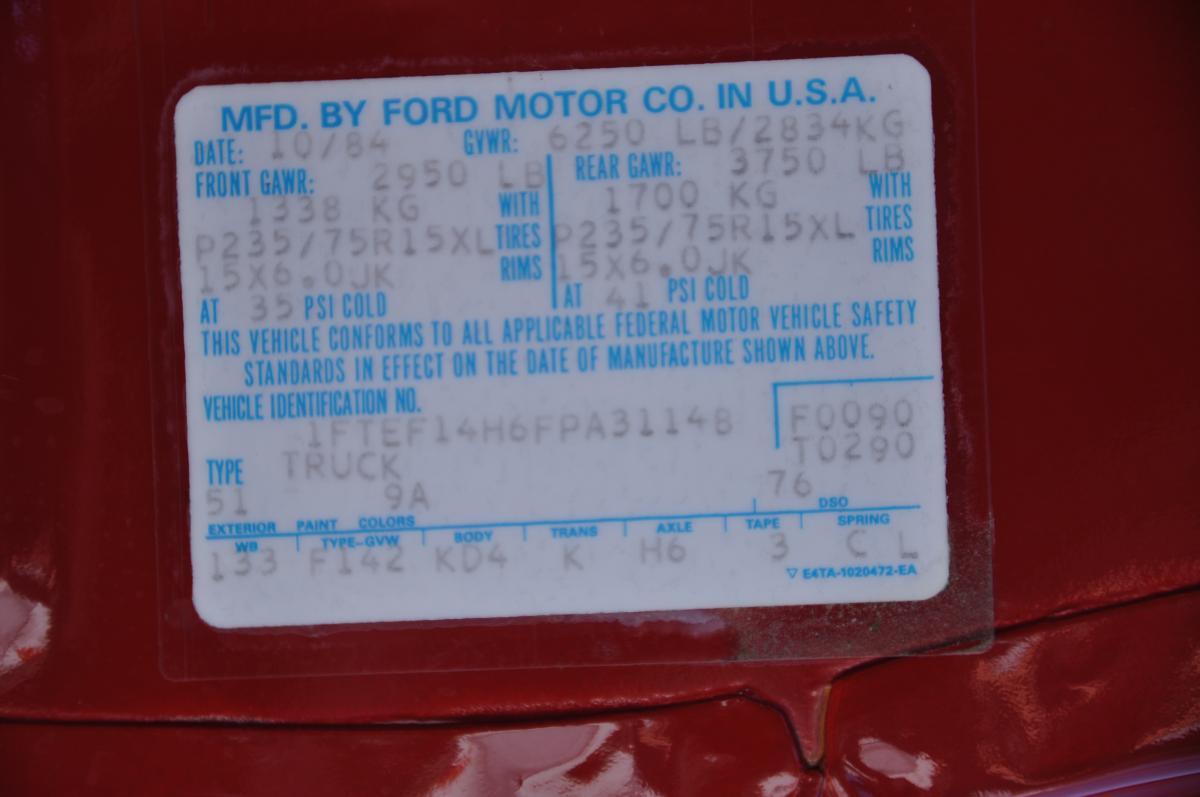 MFD. BY FORD MOTOR CO. IN U.S.A.
DATE: 10/84 GVWR: 6250 LB/2834KG
FRONT GAWR: 2950 LB REAR GAWR: 3750 LB
1338 KG WITH 1700 KG WITH
P235/75R15XL TIRES P235/75R15XL TIRES
15X6.0JK RIMS 15X6.0JK RIMS
AT 35 PSI COLD AT 41 PSI COLD
THIS VEHICLE CONFORMS TO ALL APPLICABLE FEDERAL MOTOR VEHICLE SAFETY
STANDARDS IN EFFECT ON THE DATE OF MANUFACTURE SHOWN ABOVE.
VEHICLE IDENTIFICATION NO.
1FTEF14H6FPA31148 F0090
TYPE TRUCK T0290
51 9A 76
EXTERIOR PAINT COLORS DSO
WB TYPE-GVW BODY TRANS AXLE TAPE SPRING
133 F142 KD4 K H6 3 C L
▽ E4TA-1020472-EA